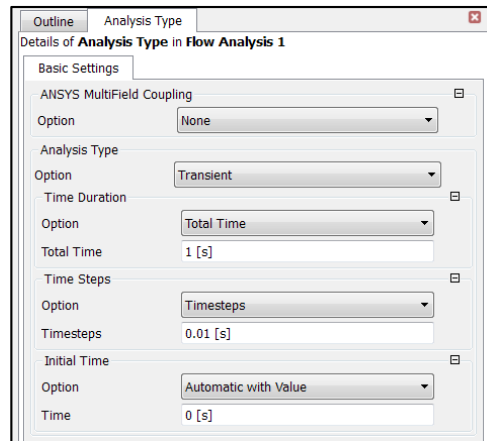 Outline Analysis Type
Details of Analysis Type in Flow Analysis 1
Basic Settings
ANSYS MultiField Coupling
Option None
Analysis Type
Option Transient
Time Duration
Option Total Time
Total Time 1 [s]
Time Steps
Option Timesteps
Timesteps 0.01 [s]
Initial Time
Option Automatic with Value
Time 0 [s]